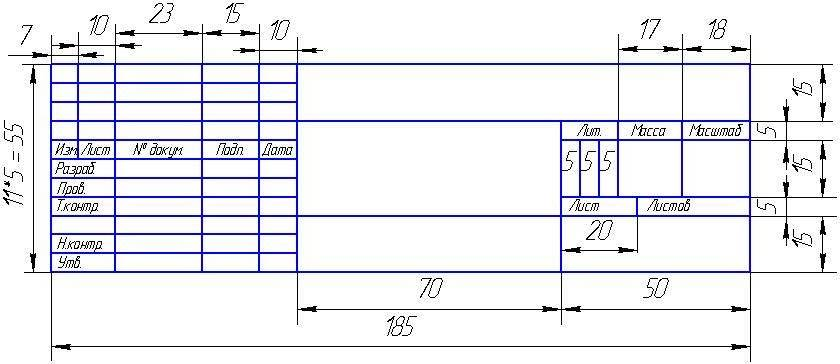 23
15
17
18
7
10
10
15
Лит.
Масса
Масштаб
5
11*5 = 55
Изм.
Лист
№ докум.
Подп.
Дата
5
5
5
15
Разраб.
Пров.
Т.контр.
Лист
Листов
5
20
15
Н.контр.
Утв.
70
50
185